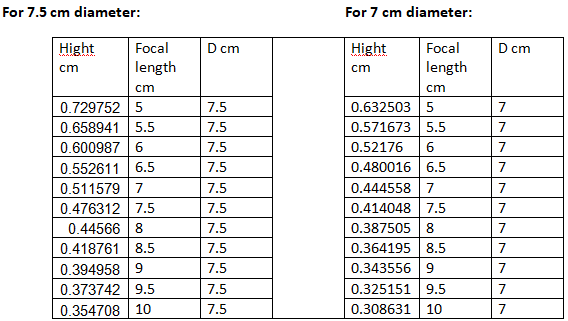 For 7.5 cm diameter: For 7 cm diameter:
Hight Focal D cm Hight Focal D cm
cm length cm length
cm cm
0.729752 5 7.5 0.632503 5 7
0.658941 5.5 7.5 0.571673 5.5 7
0.600987 6 7.5 0.52176 6 7
0.552611 6.5 7.5 0.480016 6.5 7
0.511579 7 7.5 0.444558 7 7
0.476312 7.5 7.5 0.414048 7.5 7
0.44566 8 7.5 0.387505 8 7
0.418761 8.5 7.5 0.364195 8.5 7
0.394958 9 7.5 0.343556 9 7
0.373742 9.5 7.5 0.325151 9.5 7
0.354708 10 7.5 0.308631 10 7